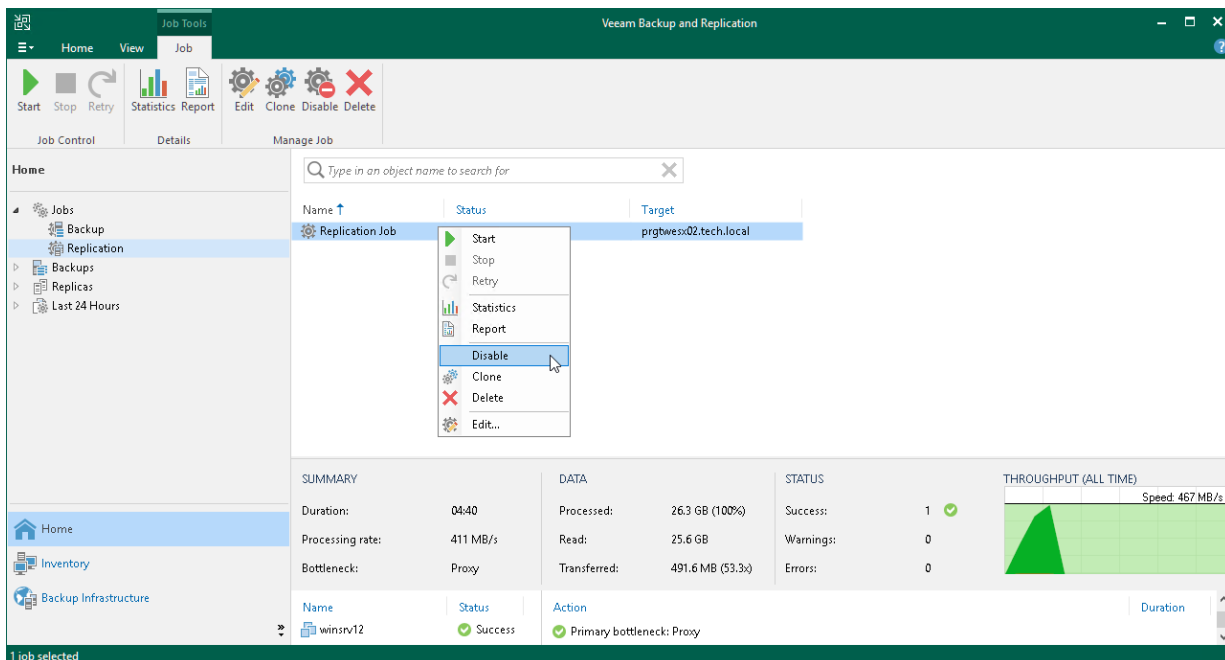 Job Tools
Veeam Backup and Replication
Home View Job
?
Start Stop Retry Statistics Report Edit Clone Disable Delete
Job Control Details Manage Job
Home
Type in an object name to search for
Jobs
Backup
Replication
Backups
Replicas
Last 24 Hours
Name Status Target
Replication Job prgtwesx02.tech.local
Start
Stop
Retry
Statistics
Report
Disable
Clone
Delete
Edit...
SUMMARY DATA STATUS THROUGHPUT (ALL TIME)
Speed: 467 MB/s
Duration: 04:40 Processed: 26.3 GB (100%) Success: 1
Processing rate: 411 MB/s Read: 25.6 GB Warnings: 0
Bottleneck: Proxy Transferred: 491.6 MB (53.3x) Errors: 0
Home
Inventory
Backup Infrastructure
Name Status Action Duration
winsrv12 Success Primary bottleneck: Proxy
1 job selected